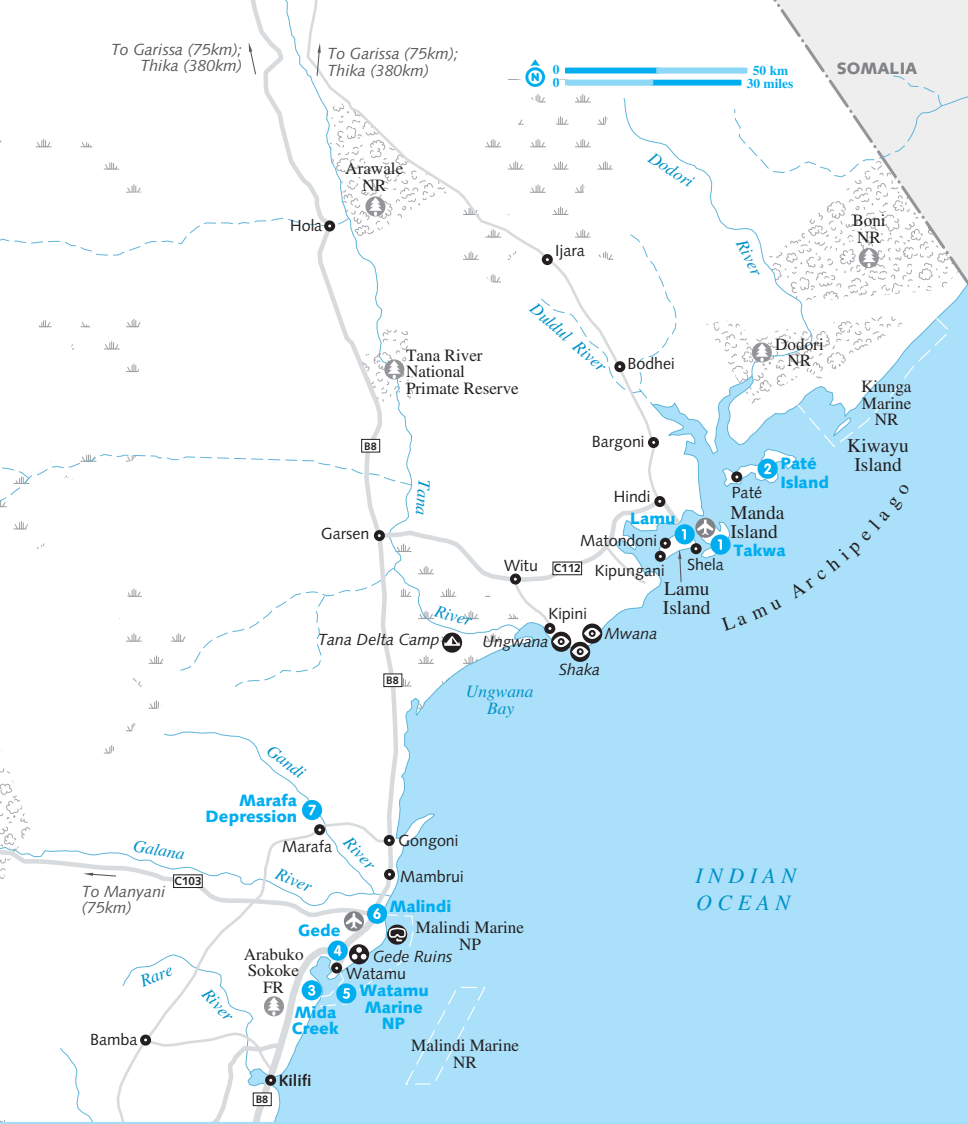 To Garissa (75km);
Thika (380km)
To Garissa (75km);
Thika (380km)
N
0
50 km
0
30 miles
SOMALIA
Arawale
NR
Dodori
River
Boni
NR
Hola
Ijara
Duldul River
Tana River
National
Primate Reserve
Bodhei
Dodori
NR
Kiunga
Marine
NR
B8
Bargoni
Kiwayu
Island
2
Paté
Island
Paté
Tana
Hindi
Manda
Island
Lamu
1
1
Takwa
Garsen
Matondoni
Shela
Kipungani
Witu
C112
Lamu
Island
Lamu Archipelago
River
Kipini
Tana Delta Camp
Ungwana
Mwana
Shaka
B8
Ungwana
Bay
Gandi
River
Marafa
Depression
7
Marafa
Gongoni
Galana
River
C103
Mambrui
To Manyani
(75km)
INDIAN
OCEAN
6
Malindi
Gede
4
Malindi Marine
NP
Gede Ruins
Arabuko
Sokoke
FR
Watamu
3
5
Watamu
Marine
NP
Mida
Creek
Rare
River
Bamba
Malindi Marine
NR
Kilifi
B8